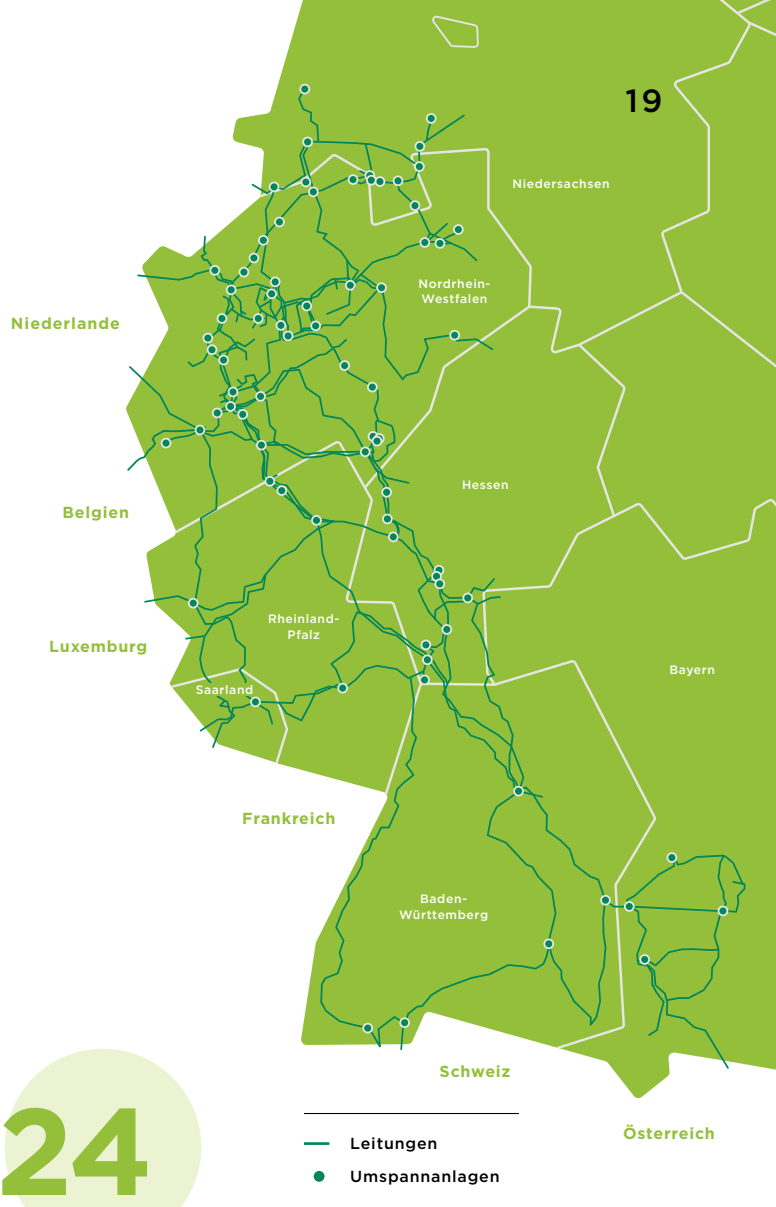 19
Niedersachsen
Nordrhein-
Westfalen
Niederlande
Hessen
Belgien
Rheinland-
Pfalz
Luxemburg
Bayern
Saarland
Frankreich
Baden-
Württemberg
Schweiz
Österreich
24
Leitungen
Umspannanlagen